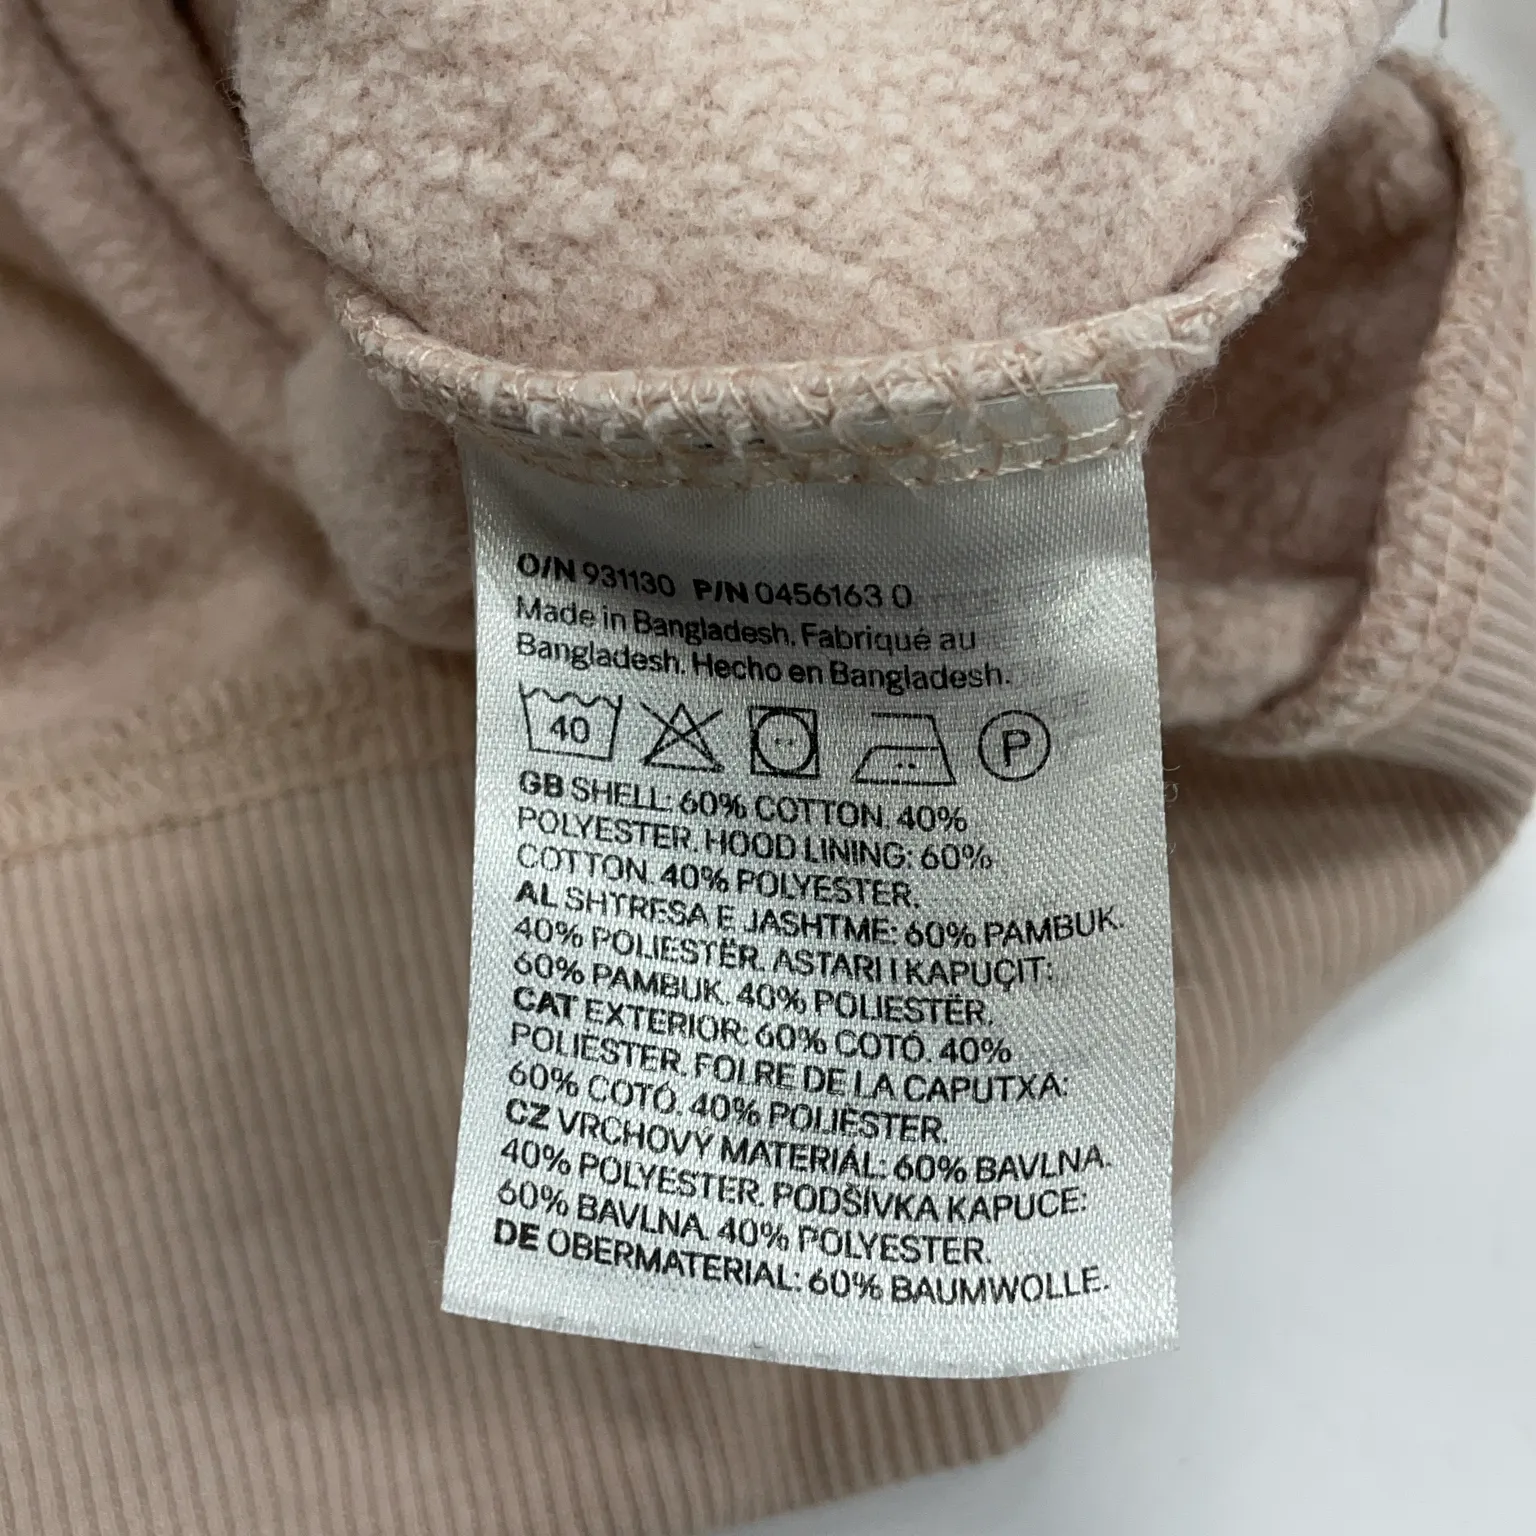 O/N 931130 P/N 0456163 0
Made in Bangladesh. Fabriqué au
Bangladesh. Hecho en Bangladesh.
40 P
GB SHELL: 60% COTTON. 40%
POLYESTER. HOOD LINING: 60%
COTTON. 40% POLYESTER.
AL SHTRESA E JASHTME: 60% PAMBUK.
40% POLIESTËR. ASTARI I KAPUÇIT:
60% PAMBUK. 40% POLIESTËR.
CAT EXTERIOR: 60% COTÓ. 40%
POLIÈSTER. FOLRE DE LA CAPUTXA:
60% COTÓ. 40% POLIÈSTER.
CZ VRCHOVÝ MATERIÁL: 60% BAVLNA.
40% POLYESTER. PODŠÍVKA KAPUCE:
60% BAVLNA. 40% POLYESTER.
DE OBERMATERIAL: 60% BAUMWOLLE.